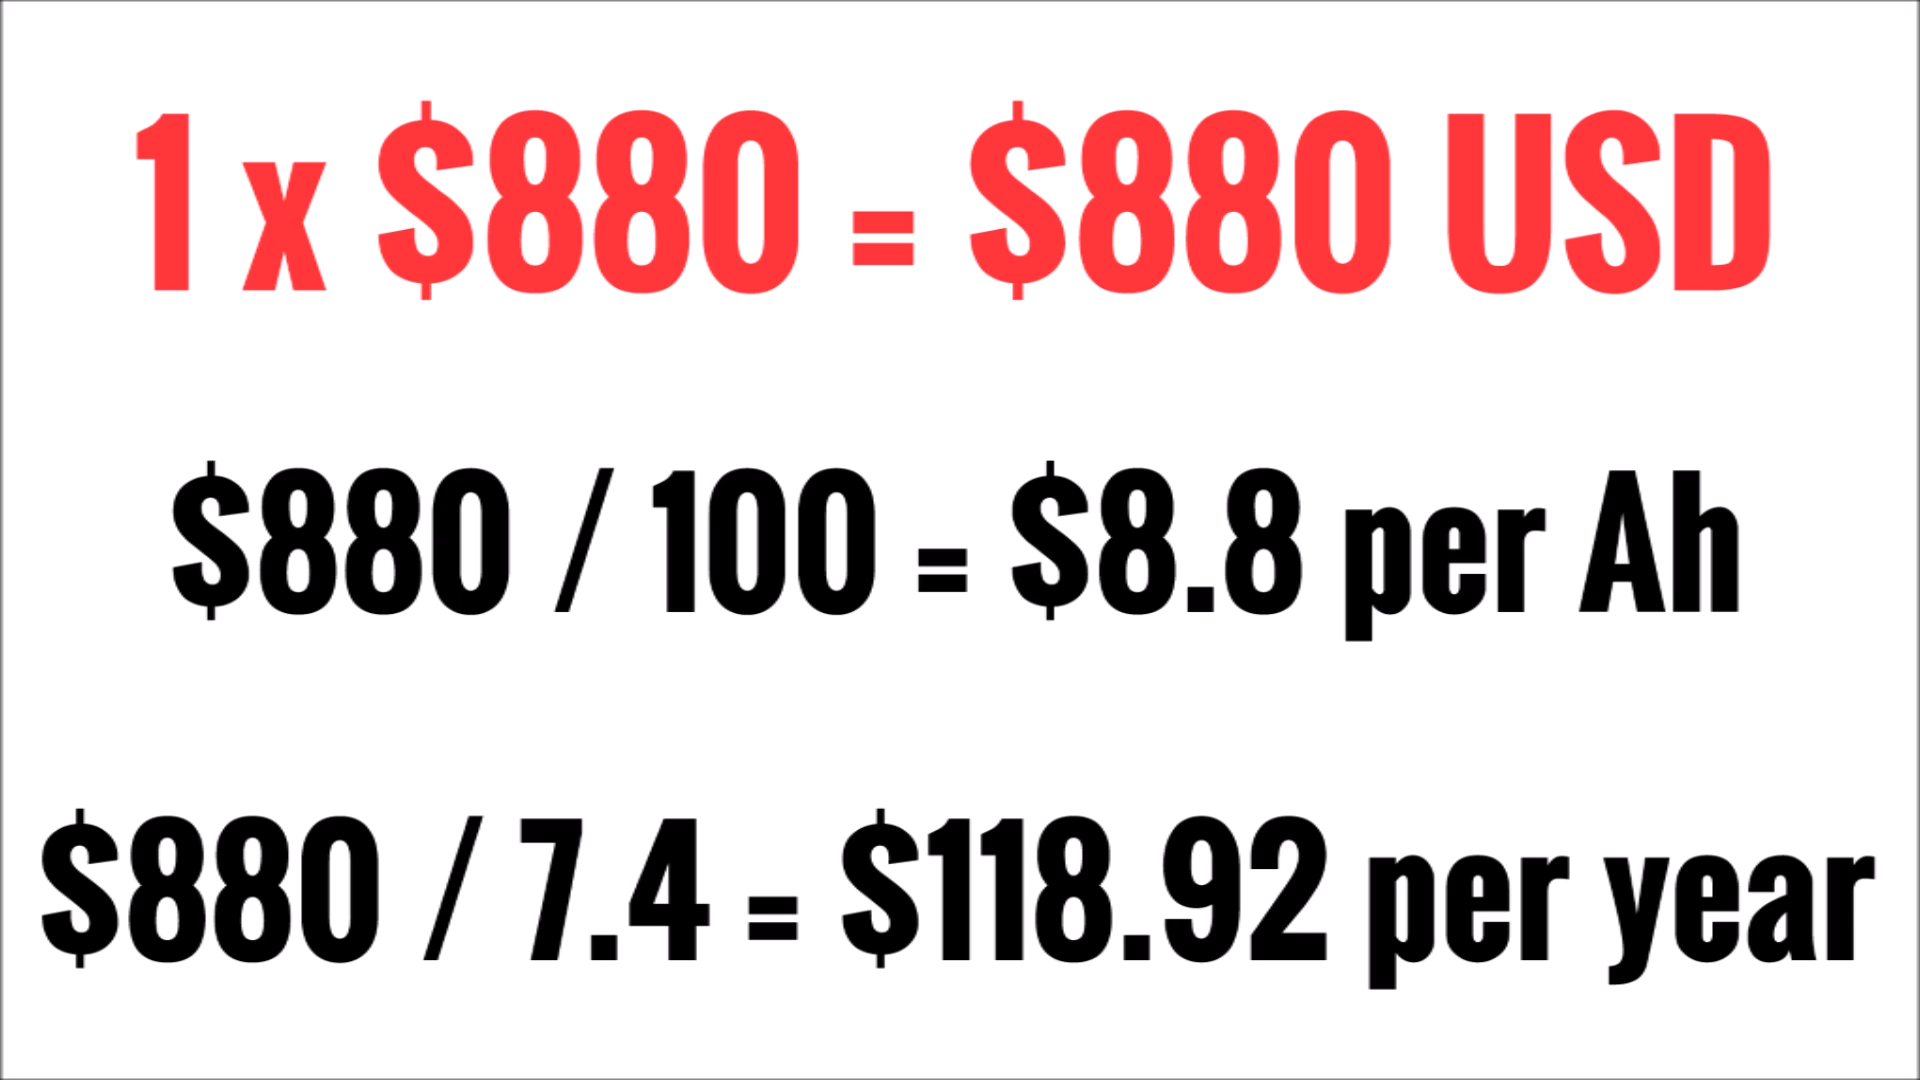 1 x $880 = $880 USD
$880 / 100 = $8.8 per Ah
$880 / 7.4 = $118.92 per year